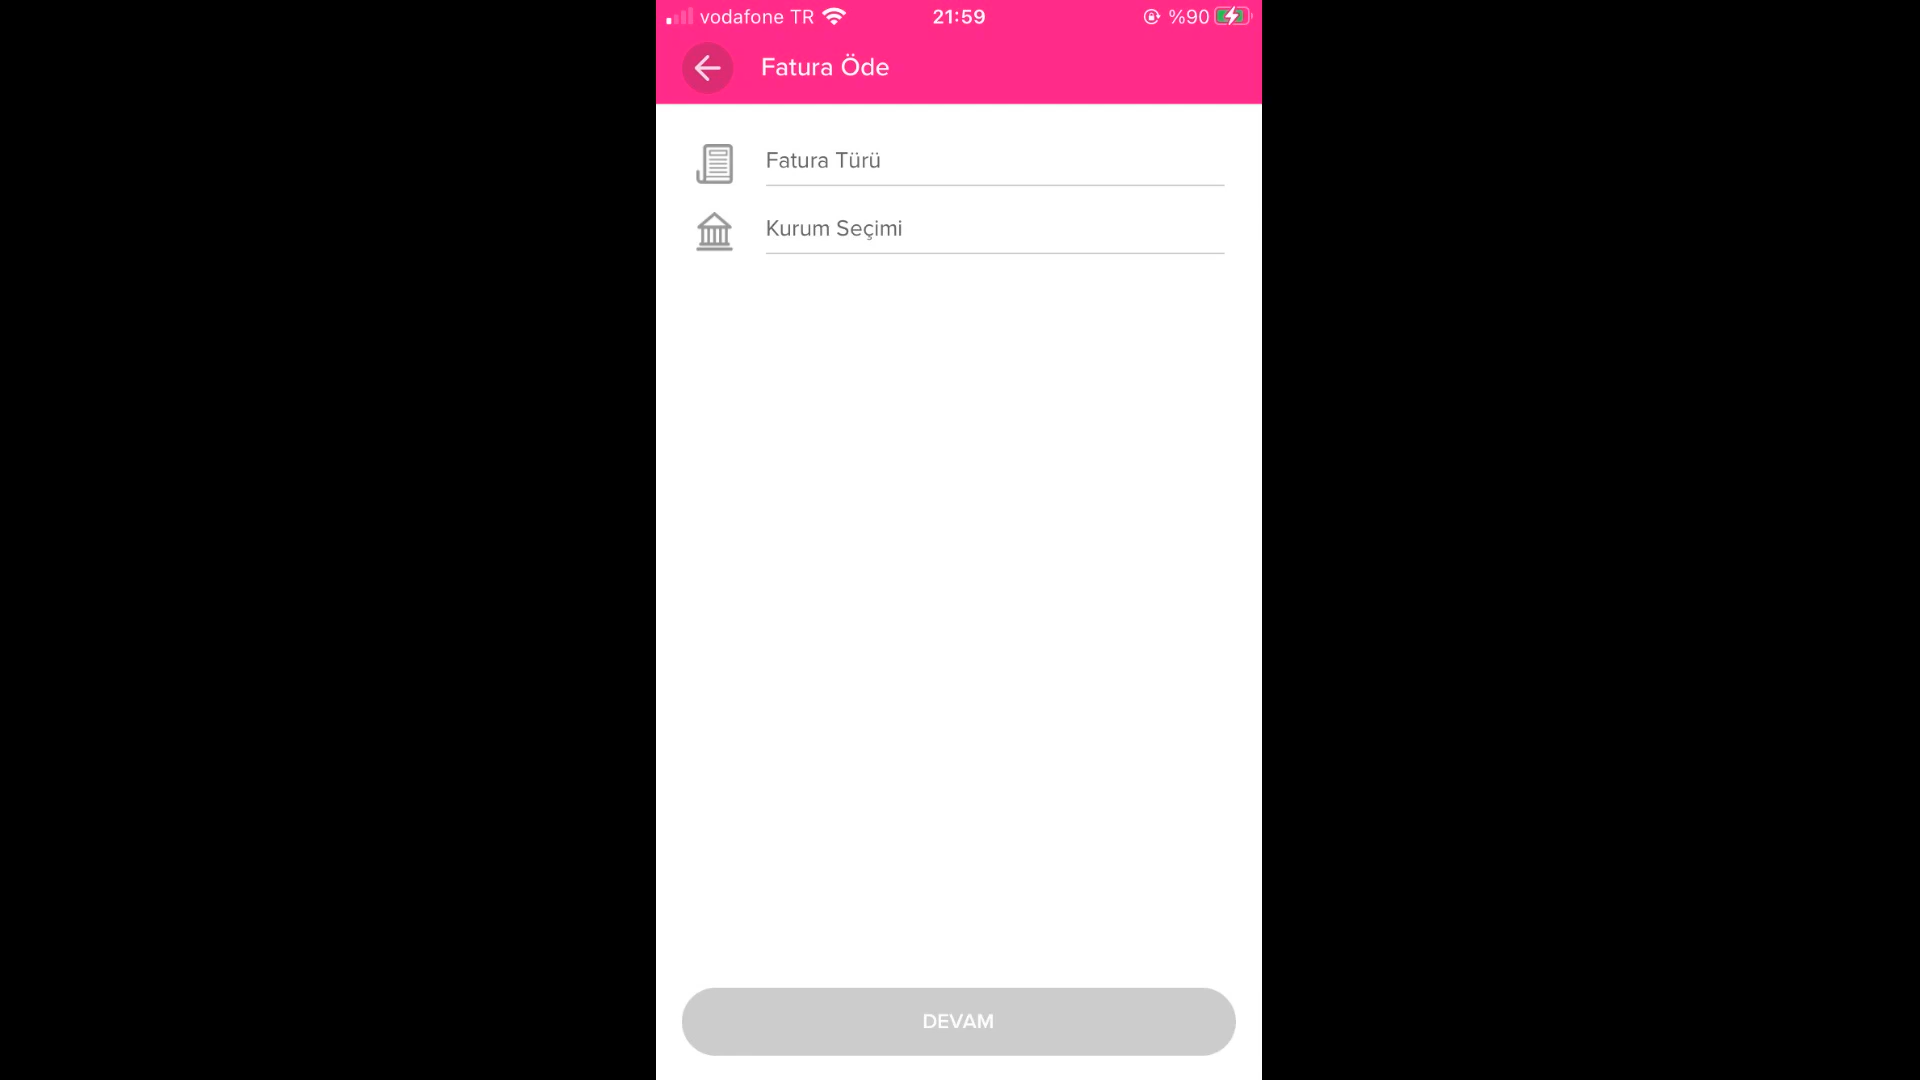 vodafone TR 21:59 %90
Fatura Öde
Fatura Türü
Kurum Seçimi
DEVAM